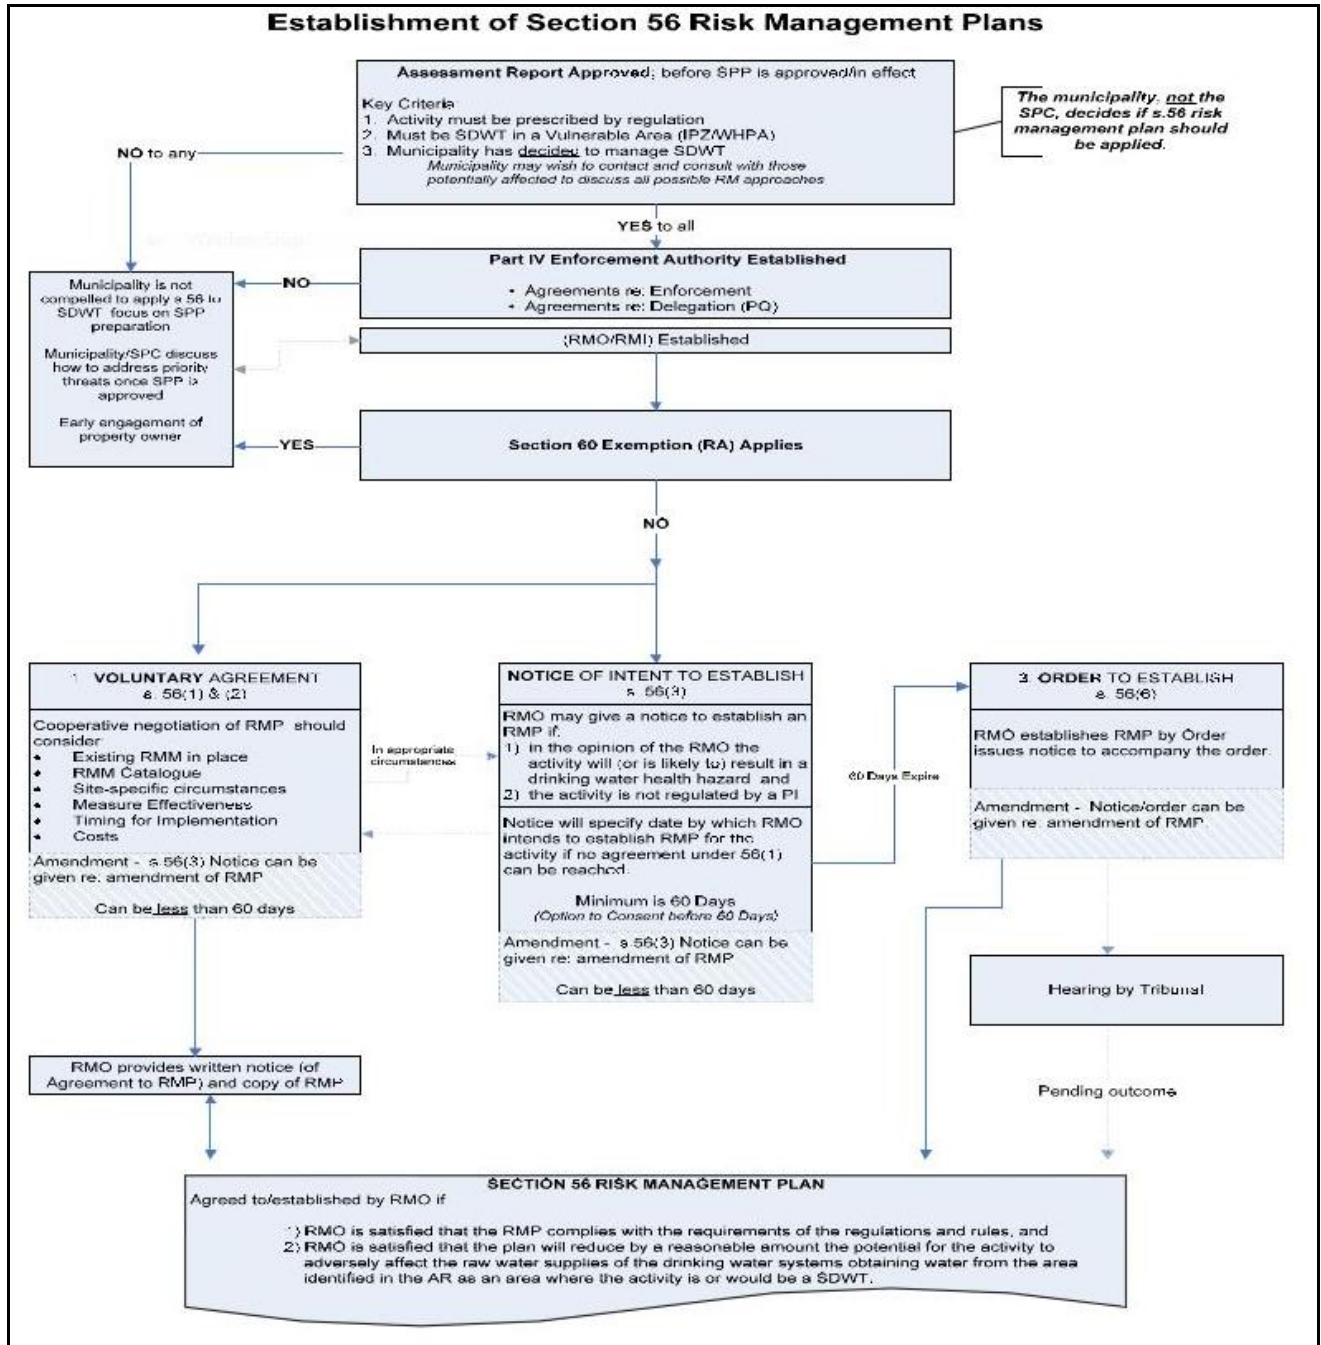 Establishment of Section 56 Risk Management Plans
Assessment Report Approved; before SPP is approved/in effect
Key Criteria
1. Activity must be prescribed by regulation
2. Must be SDWT in a Vulnerable Area (IPZ/WHPA)
3. Municipality has decided to manage SDWT
Municipality may wish to contact and consult with those
potentially affected to discuss all possible RM approaches
The municipality, not the
SPC, decides if s.56 risk
management plan should
be applied.
NO to any
YES to all
Part IV Enforcement Authority Established
• Agreements re: Enforcement
• Agreements re: Delegation (PQ)
NO
(RMO/RMI) Established
Municipality is not
compelled to apply s 56 to
SDWT focus on SPP
preparation
Municipality/SPC discuss
how to address priority
threats once SPP is
approved
Early engagement of
property owner
YES
Section 60 Exemption (RA) Applies
NO
1 VOLUNTARY AGREEMENT
s. 56(1) & (2)
Cooperative negotiation of RMP should
consider
• Existing RMM in place
• RMM Catalogue
• Site-specific circumstances
• Measure Effectiveness
• Timing for Implementation
• Costs
Amendment - s.56(3) Notice can be
given re: amendment of RMP
Can be less than 60 days
In appropriate
circumstances
NOTICE OF INTENT TO ESTABLISH
s. 56(3)
RMO may give a notice to establish an
RMP if:
1) in the opinion of the RMO the
activity will (or is likely to) result in a
drinking water health hazard and
2) the activity is not regulated by a PI
Notice will specify date by which RMO
intends to establish RMP for the
activity if no agreement under 56(1)
can be reached.
Minimum is 60 Days
(Option to Consent before 60 Days)
Amendment - s.56(3) Notice can be
given re: amendment of RMP
Can be less than 60 days
60 Days Expire
3. ORDER TO ESTABLISH
s. 56(6)
RMO establishes RMP by Order
issues notice to accompany the order.
Amendment - Notice/order can be
given re: amendment of RMP.
Hearing by Tribunal
Pending outcome
RMO provides written notice (of
Agreement to RMP) and copy of RMP
SECTION 56 RISK MANAGEMENT PLAN
Agreed to/established by RMO if
1) RMO is satisfied that the RMP complies with the requirements of the regulations and rules, and
2) RMO is satisfied that the plan will reduce by a reasonable amount the potential for the activity to
adversely affect the raw water supplies of the drinking water systems obtaining water from the area
identified in the AR as an area where the activity is or would be a SDWT.